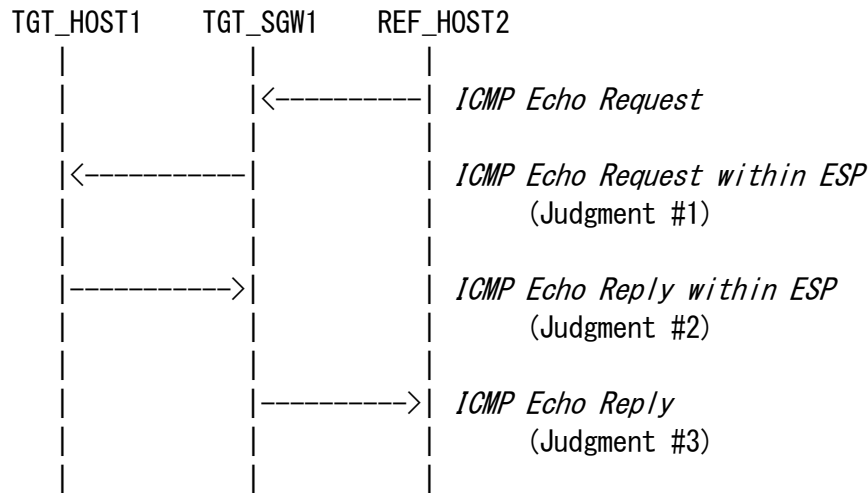 TGT_HOST1 TGT_SGW1 REF_HOST2
ICMP Echo Request
ICMP Echo Request within ESP
(Judgment #1)
ICMP Echo Reply within ESP
(Judgment #2)
ICMP Echo Reply
(Judgment #3)